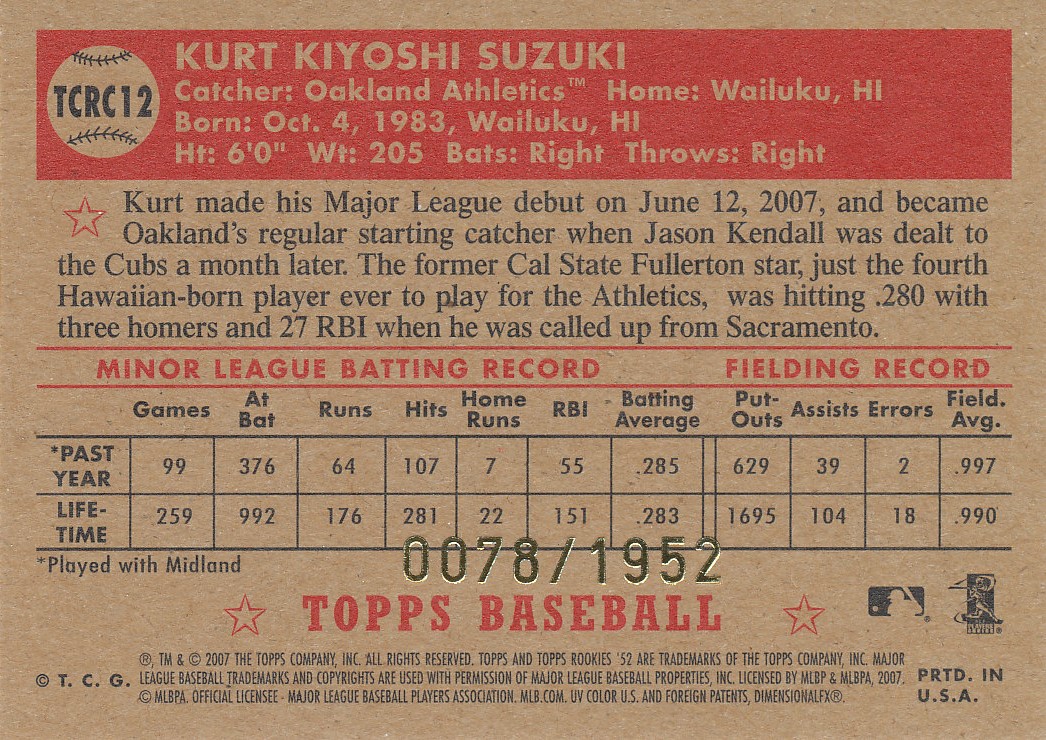 TCRC12
KURT KIYOSHI SUZUKI
Catcher: Oakland Athletics™ Home: Wailuku, HI
Born: Oct. 4, 1983, Wailuku, HI
Ht: 6'0" Wt: 205 Bats: Right Throws: Right
Kurt made his Major League debut on June 12, 2007, and became
Oakland's regular starting catcher when Jason Kendall was dealt to
the Cubs a month later. The former Cal State Fullerton star, just the fourth
Hawaiian-born player ever to play for the Athletics, was hitting .280 with
three homers and 27 RBI when he was called up from Sacramento.
MINOR LEAGUE BATTING RECORD FIELDING RECORD
Games At Bat Runs Hits Home Runs RBI Batting Average Put-Outs Assists Errors Field. Avg.
*PAST YEAR 99 376 64 107 7 55 .285 629 39 2 .997
LIFE-TIME 259 992 176 281 22 151 .283 1695 104 18 .990
*Played with Midland
0078/1952
TOPPS BASEBALL
®, TM & © 2007 THE TOPPS COMPANY, INC. ALL RIGHTS RESERVED. TOPPS AND TOPPS ROOKIES '52 ARE TRADEMARKS OF THE TOPPS COMPANY, INC. MAJOR
LEAGUE BASEBALL TRADEMARKS AND COPYRIGHTS ARE USED WITH PERMISSION OF MAJOR LEAGUE BASEBALL PROPERTIES, INC. LICENSED BY MLBP & MLBPA, 2007.
© MLBPA. OFFICIAL LICENSEE - MAJOR LEAGUE BASEBALL PLAYERS ASSOCIATION. MLB.COM. UV COLOR U.S. AND FOREIGN PATENTS, DIMENSIONALFX®.
© T. C. G.
PRTD. IN
U.S.A.